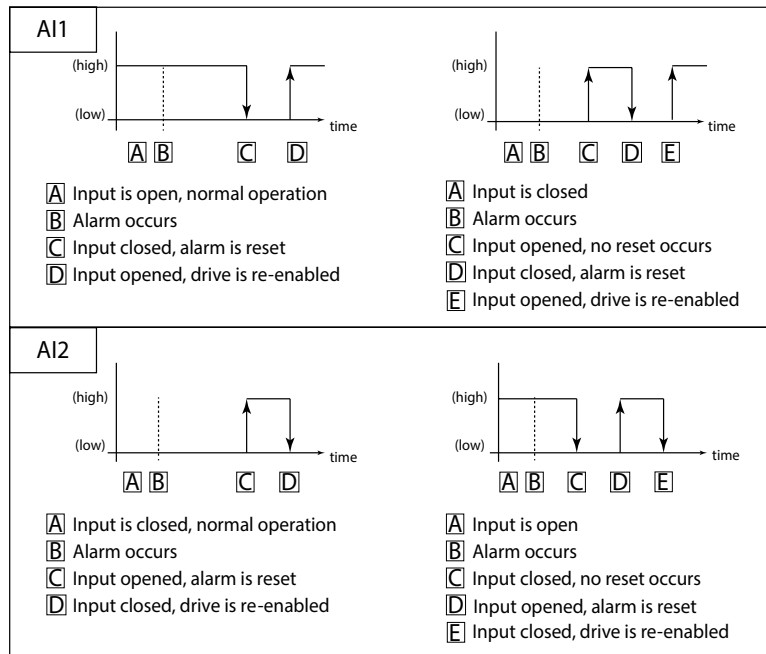 AI1
(high)
(low)
time
A B C D
A Input is open, normal operation
B Alarm occurs
C Input closed, alarm is reset
D Input opened, drive is re-enabled
(high)
(low)
time
A B C D E
A Input is closed
B Alarm occurs
C Input opened, no reset occurs
D Input closed, alarm is reset
E Input opened, drive is re-enabled
AI2
(high)
(low)
time
A B C D
A Input is closed, normal operation
B Alarm occurs
C Input opened, alarm is reset
D Input closed, drive is re-enabled
(high)
(low)
time
A B C D E
A Input is open
B Alarm occurs
C Input closed, no reset occurs
D Input opened, alarm is reset
E Input closed, drive is re-enabled